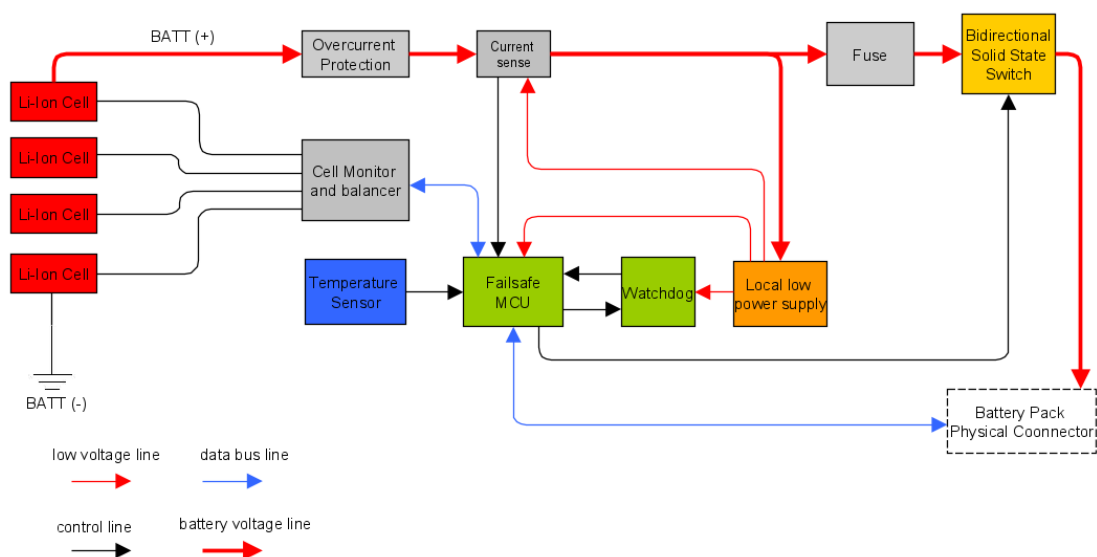 BATT (+)
Overcurrent
Protection
Current
sense
Fuse
Bidirectional
Solid State
Switch
Li-Ion Cell
Li-Ion Cell
Li-Ion Cell
Li-Ion Cell
Cell Monitor
and balancer
Temperature
Sensor
Failsafe
MCU
Watchdog
Local low
power supply
BATT (-)
Battery Pack
Physical Coonnector
low voltage line
data bus line
control line
battery voltage line